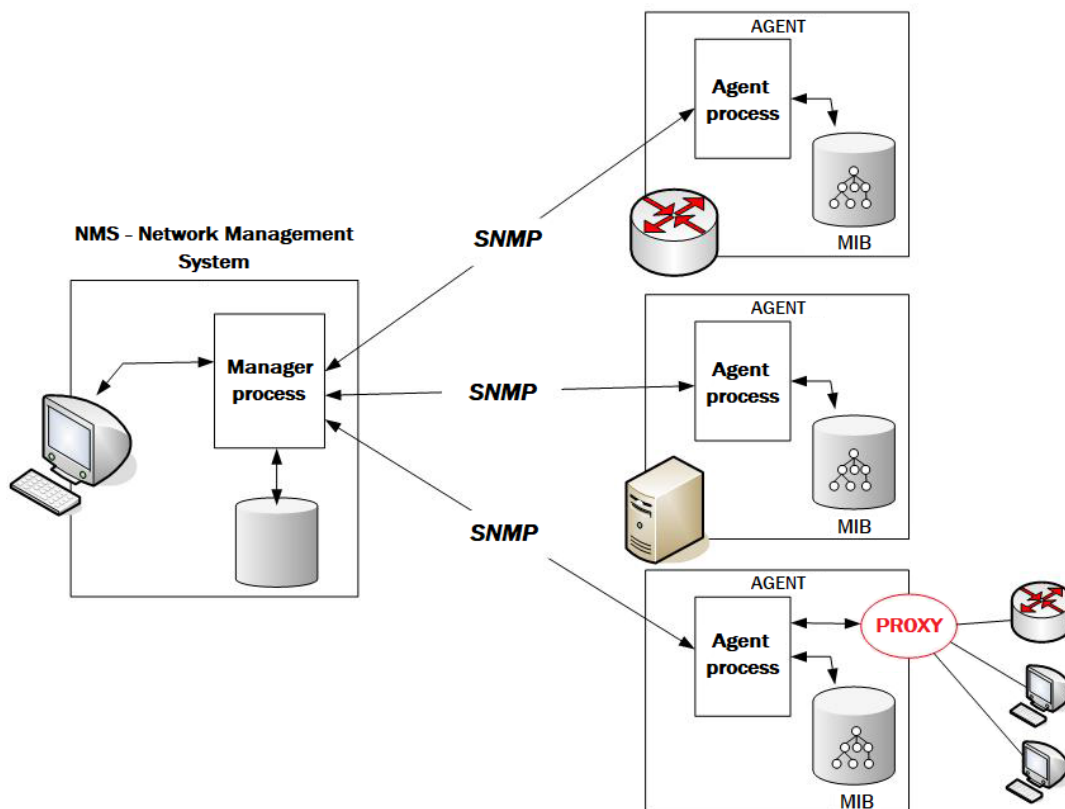 NMS - Network Management
System
Manager
process
SNMP
SNMP
SNMP
AGENT
Agent
process
MIB
AGENT
Agent
process
MIB
AGENT
Agent
process
PROXY
MIB